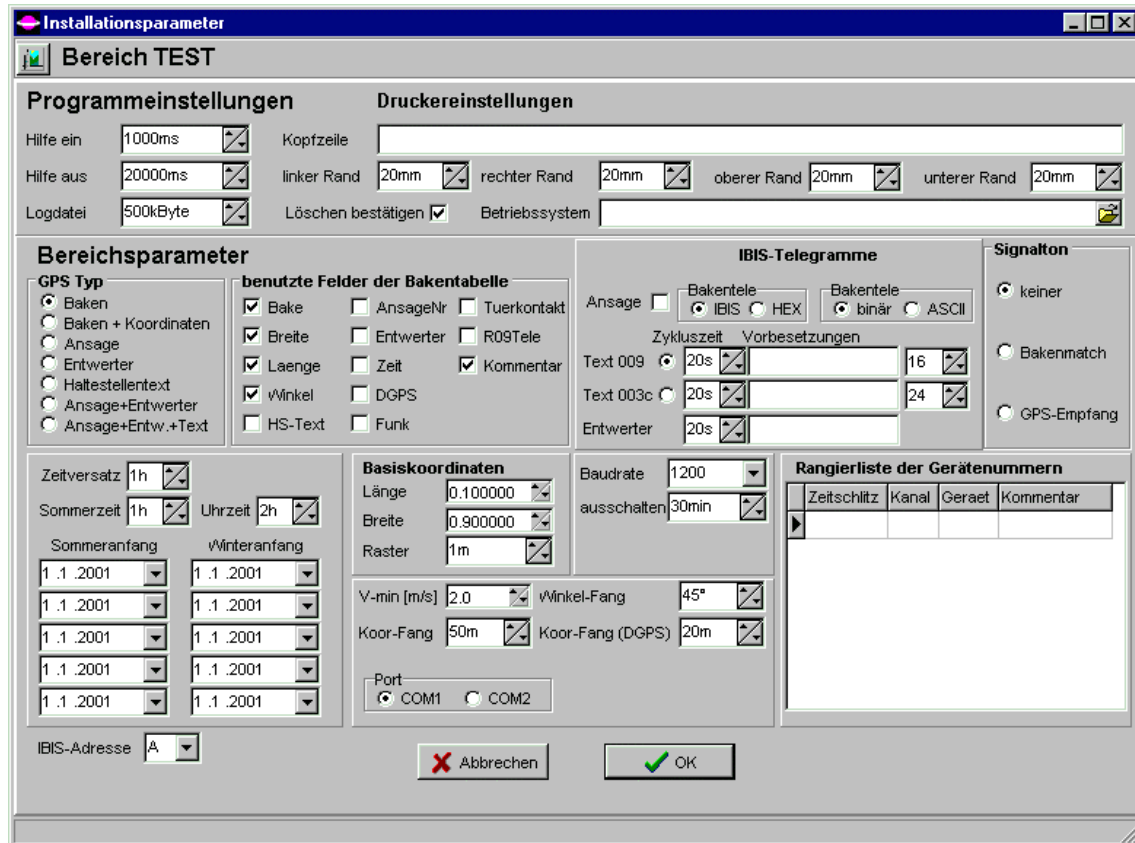 Installationsparameter
Bereich TEST
Programmeinstellungen Druckereinstellungen
Hilfe ein 1000ms Kopfzeile
Hilfe aus 20000ms linker Rand 20mm rechter Rand 20mm oberer Rand 20mm unterer Rand 20mm
Logdatei 500kByte Löschen bestätigen Betriebssystem
Bereichsparameter
GPS Typ
Baken
Baken + Koordinaten
Ansage
Entwerter
Haltestellentext
Ansage+Entwerter
Ansage+Entw.+Text
benutzte Felder der Bakentabelle
Bake AnsageNr Tuerkontakt
Breite Entwerter R09Tele
Laenge Zeit Kommentar
Winkel DGPS
HS-Text Funk
IBIS-Telegramme
Ansage Bakentele IBIS HEX Bakentele binär ASCII
Zykluszeit Vorbesetzungen
Text 009 20s 16
Text 003c 20s 24
Entwerter 20s
Signalton
keiner
Bakenmatch
GPS-Empfang
Zeitversatz 1h
Sommerzeit 1h Uhrzeit 2h
Sommeranfang Winteranfang
1 .1 .2001 1 .1 .2001
1 .1 .2001 1 .1 .2001
1 .1 .2001 1 .1 .2001
1 .1 .2001 1 .1 .2001
1 .1 .2001 1 .1 .2001
Basiskoordinaten
Länge 0.100000
Breite 0.900000
Raster 1m
Baudrate 1200
ausschalten 30min
V-min [m/s] 2.0 Winkel-Fang 45°
Koor-Fang 50m Koor-Fang (DGPS) 20m
Port
COM1 COM2
Rangierliste der Gerätenummern
Zeitschlitz Kanal Geraet Kommentar
IBIS-Adresse A
Abbrechen OK